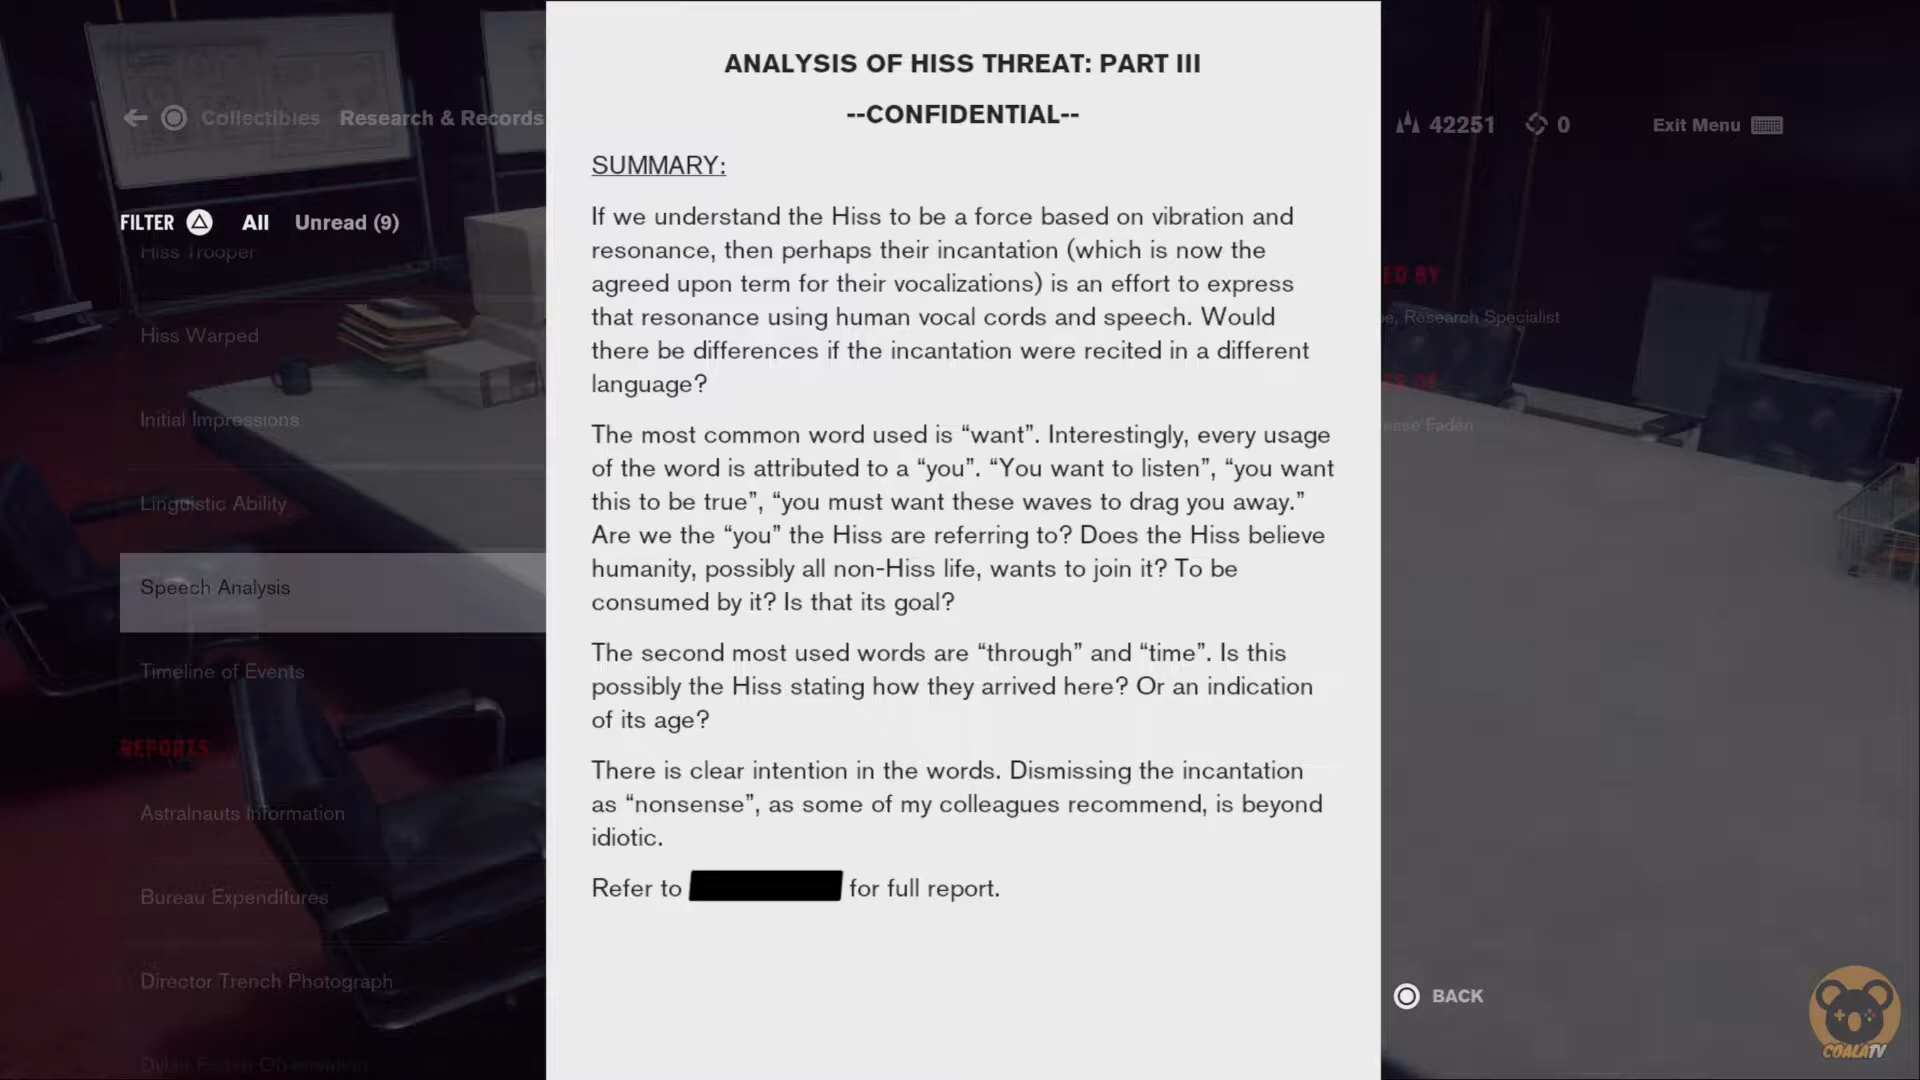 ANALYSIS OF HISS THREAT: PART III
--CONFIDENTIAL--
SUMMARY:
If we understand the Hiss to be a force based on vibration and
resonance, then perhaps their incantation (which is now the
agreed upon term for their vocalizations) is an effort to express
that resonance using human vocal cords and speech. Would
there be differences if the incantation were recited in a different
language?
The most common word used is “want”. Interestingly, every usage
of the word is attributed to a “you”. “You want to listen”, “you want
this to be true”, “you must want these waves to drag you away.”
Are we the “you” the Hiss are referring to? Does the Hiss believe
humanity, possibly all non-Hiss life, wants to join it? To be
consumed by it? Is that its goal?
The second most used words are “through” and “time”. Is this
possibly the Hiss stating how they arrived here? Or an indication
of its age?
There is clear intention in the words. Dismissing the incantation
as “nonsense”, as some of my colleagues recommend, is beyond
idiotic.
Refer to for full report.
Collectibles Research & Records
FILTER All Unread (9)
Hiss Trooper
Hiss Warped
Initial Impressions
Linguistic Ability
Speech Analysis
Timeline of Events
REPORTS
Astralnauts Information
Bureau Expenditures
Director Trench Photograph
42251 0 Exit Menu
BY
Research Specialist
Faden
BACK
COALATV